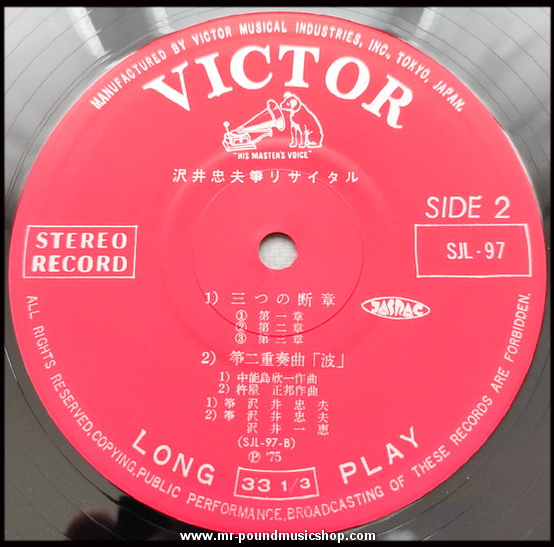 MANUFACTURED BY VICTOR MUSICAL INDUSTRIES, INC., TOKYO, JAPAN.
VICTOR
"HIS MASTER'S VOICE"
沢井忠夫箏リサイタル
STEREO
RECORD
SIDE 2
SJL-97
1) 三つの断章
① 第一章
② 第二章
③ 第三章
JASRAC
2) 箏二重奏曲「波」
1) 中能島欣一作曲
2) 杵屋 正邦作曲
1) 箏 沢井忠夫
2) 箏 沢井忠夫
沢井一恵
(SJL-97-B)
Ⓟ '75
LONG PLAY
33 1/3
ALL RIGHTS RESERVED, COPYING, PUBLIC PERFORMANCE, BROADCASTING OF THESE RECORDS ARE FORBIDDEN.
www.mr-poundmusicshop.com